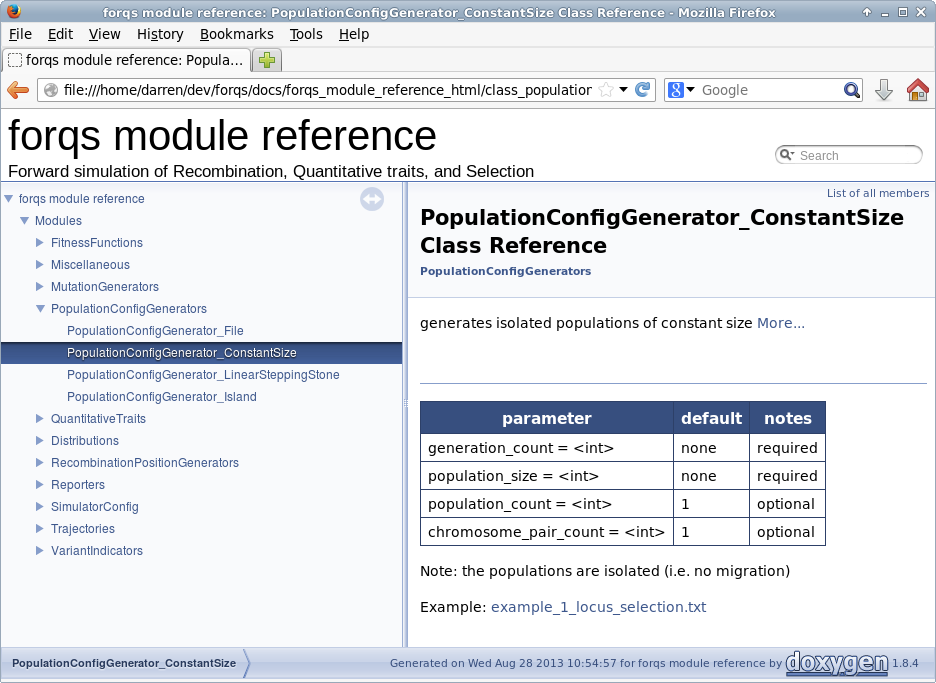 forqs module reference: PopulationConfigGenerator_ConstantSize Class Reference - Mozilla Firefox
File Edit View History Bookmarks Tools Help
forqs module reference: Popula...
file:///home/darren/dev/forqs/docs/forqs_module_reference_html/class_population
Google
forqs module reference
Forward simulation of Recombination, Quantitative traits, and Selection
Search
forqs module reference
Modules
FitnessFunctions
Miscellaneous
MutationGenerators
PopulationConfigGenerators
PopulationConfigGenerator_File
PopulationConfigGenerator_ConstantSize
PopulationConfigGenerator_LinearSteppingStone
PopulationConfigGenerator_Island
QuantitativeTraits
Distributions
RecombinationPositionGenerators
Reporters
SimulatorConfig
Trajectories
VariantIndicators
List of all members
PopulationConfigGenerator_ConstantSize
Class Reference
PopulationConfigGenerators
generates isolated populations of constant size More...
parameter default notes
generation_count = <int> none required
population_size = <int> none required
population_count = <int> 1 optional
chromosome_pair_count = <int> 1 optional
Note: the populations are isolated (i.e. no migration)
Example: example_1_locus_selection.txt
PopulationConfigGenerator_ConstantSize
Generated on Wed Aug 28 2013 10:54:57 for forqs module reference by doxygen 1.8.4